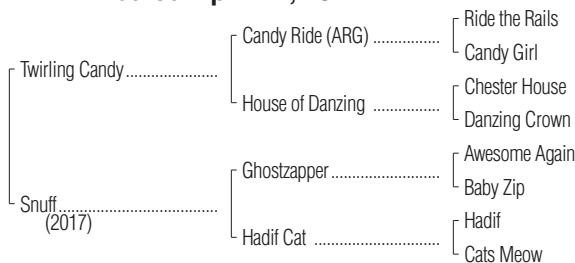 Ride the Rails
Candy Ride (ARG)
Candy Girl
Twirling Candy
Chester House
House of Danzing
Danzing Crown
Awesome Again
Ghostzapper
Baby Zip
Snuff
(2017)
Hadif
Hadif Cat
Cats Meow